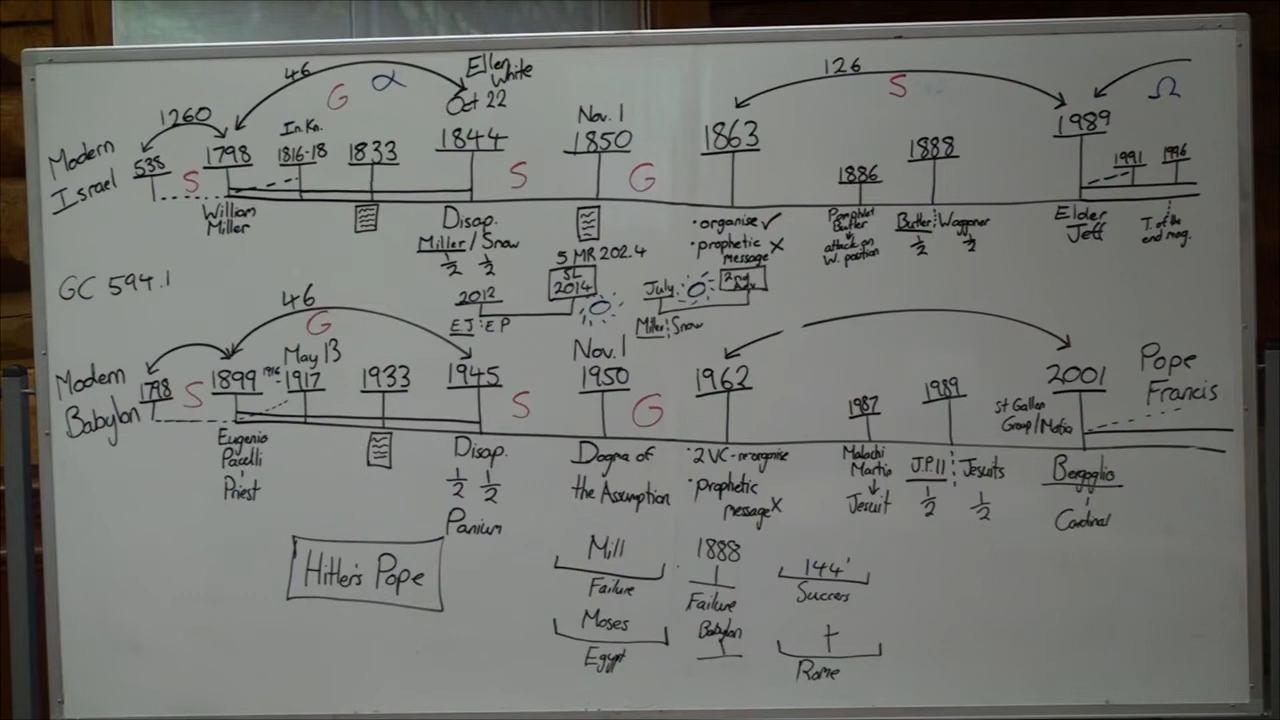 46
G α
Ellen White
Oct 22
126
S
Ω
1260
Modern Israel
538
S
1798
In. Kn.
1816-18
1833
1844
S
Nov. 1
1850
G
1863
1886
1888
1989
1991
1996
William Miller
Disap.
Miller / Snow
1/2 1/2
5 MR 202.4
· organise ✓
· prophetic message X
Pamphlet
Butler
attack on
W. position
Butler Waggoner
1/2 1/2
Elder Jeff
T. of the end mag.
GC 594.1
2012
EJ EP
SL 2014
July
Miller Snow
46
G
Modern Babylon
1798
S
1899
May 13
1917
1933
1945
S
Nov. 1
1950
G
1962
1987
1989
2001
St Gallen Group/Mafia
Pope Francis
Eugenio Pacelli
Priest
Disap.
1/2 1/2
Panium
Dogma of the Assumption
· 2VC - reorganise
· prophetic message X
Malachi Martin
Jesuit
J.P.II Jesuits
1/2 1/2
Bergoglio
Cardinal
Hitler's Pope
Mill
Failure
1888
Failure
144'
Success
Moses
Egypt
Babylon
Rome